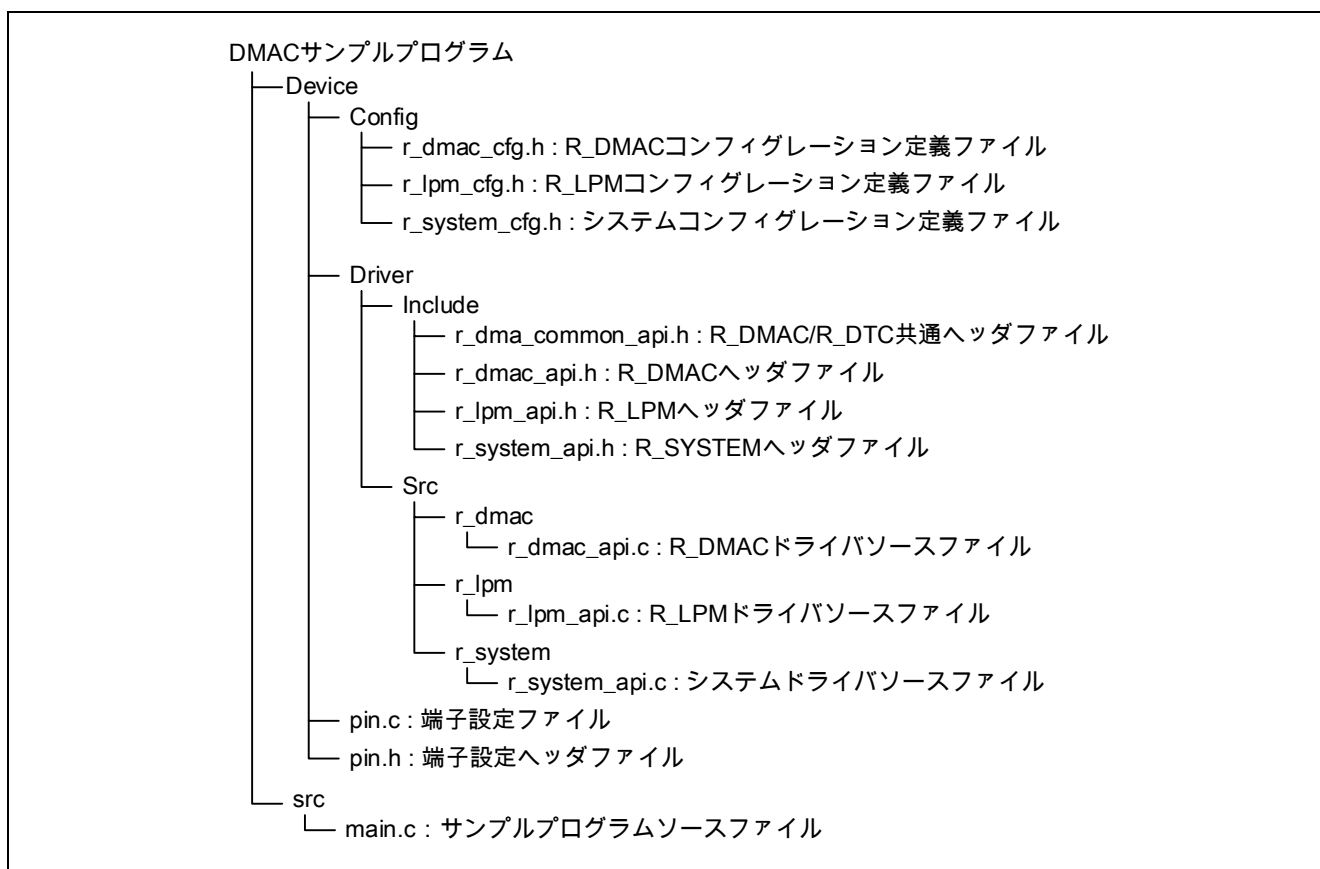 DMACサンプルプログラム
Device
Config
r_dmac_cfg.h : R_DMACコンフィグレーション定義ファイル
r_lpm_cfg.h : R_LPMコンフィグレーション定義ファイル
r_system_cfg.h : システムコンフィグレーション定義ファイル
Driver
Include
r_dma_common_api.h : R_DMAC/R_DTC共通ヘッダファイル
r_dmac_api.h : R_DMACヘッダファイル
r_lpm_api.h : R_LPMヘッダファイル
r_system_api.h : R_SYSTEMヘッダファイル
Src
r_dmac
r_dmac_api.c : R_DMACドライバソースファイル
r_lpm
r_lpm_api.c : R_LPMドライバソースファイル
r_system
r_system_api.c : システムドライバソースファイル
pin.c : 端子設定ファイル
pin.h : 端子設定ヘッダファイル
src
main.c : サンプルプログラムソースファイル